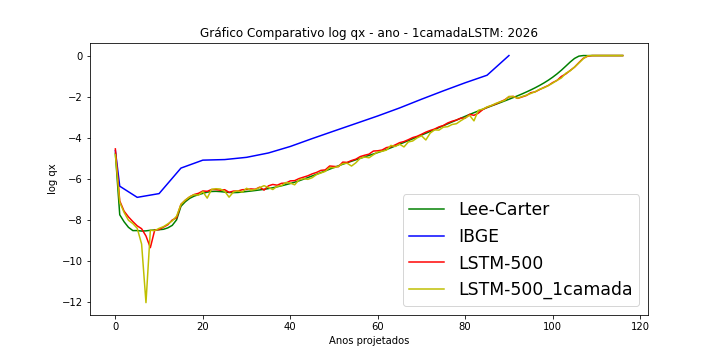 Gráfico Comparativo log qx - ano - 1camadaLSTM: 2026
log qx
0
−2
−4
−6
−8
−10
−12
0 20 40 60 80 100 120
Anos projetados
Lee-Carter
IBGE
LSTM-500
LSTM-500_1camada